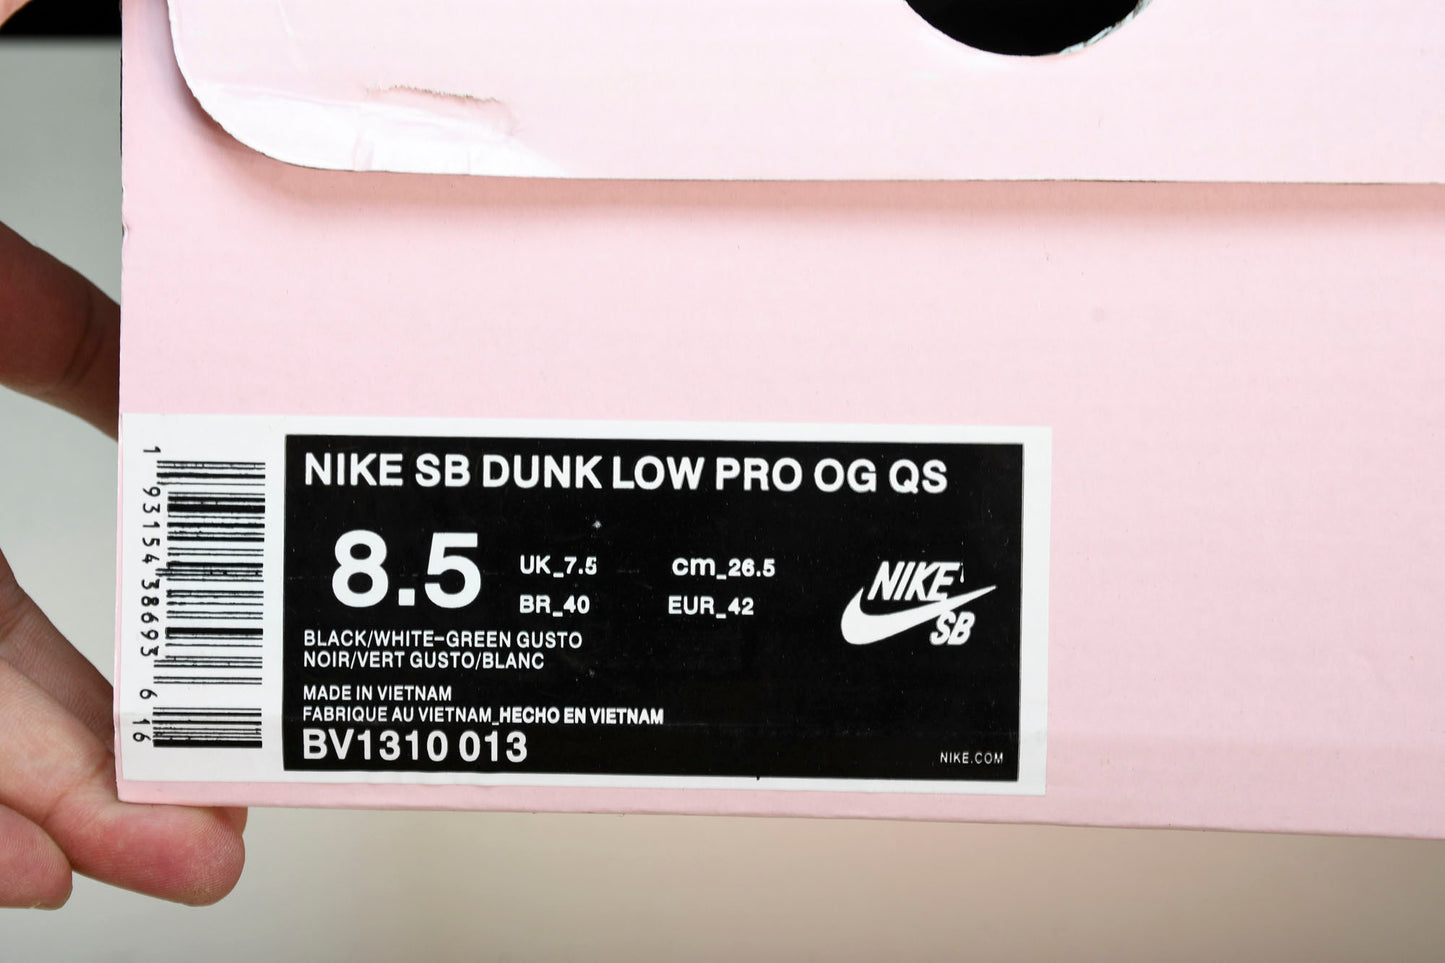 NIKE SB DUNK LOW PRO OG QS
8.5
UK_7.5 cm_26.5
BR_40 EUR_42
BLACK/WHITE-GREEN GUSTO
NOIR/VERT GUSTO/BLANC
MADE IN VIETNAM
FABRIQUE AU VIETNAM_HECHO EN VIETNAM
BV1310 013
NIKE
SB
NIKE.COM
1 93154 38693 6 16